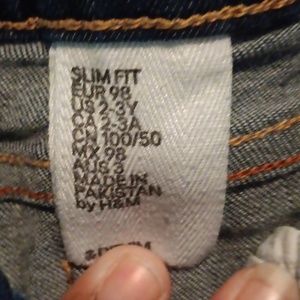 SLIM FIT
EUR 98
US 2-3Y
CA 2-3A
CN 100/50
MX 98
AUS 3
MADE IN
PAKISTAN
by H&M